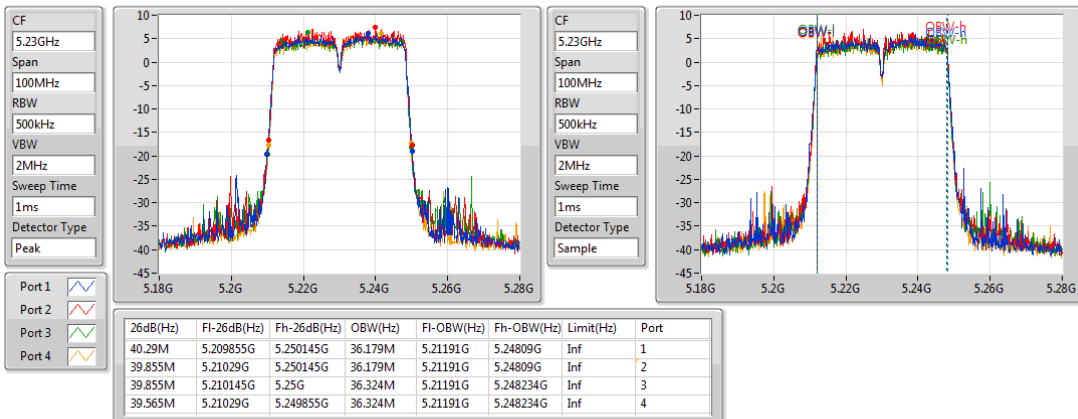 CF
5.23GHz
Span
100MHz
RBW
500kHz
VBW
2MHz
Sweep Time
1ms
Detector Type
Peak
10
5
0
-5
-10
-15
-20
-25
-30
-35
-40
-45
5.18G 5.2G 5.22G 5.24G 5.26G 5.28G
CF
5.23GHz
Span
100MHz
RBW
500kHz
VBW
2MHz
Sweep Time
1ms
Detector Type
Sample
10
5
0
-5
-10
-15
-20
-25
-30
-35
-40
-45
OBW-l OBW-h
OBW-h
OBW-h
5.18G 5.2G 5.22G 5.24G 5.26G 5.28G
Port 1
Port 2
Port 3
Port 4
26dB(Hz) Fl-26dB(Hz) Fh-26dB(Hz) OBW(Hz) Fl-OBW(Hz) Fh-OBW(Hz) Limit(Hz) Port
40.29M 5.209855G 5.250145G 36.179M 5.21191G 5.24809G Inf 1
39.855M 5.21029G 5.250145G 36.179M 5.21191G 5.24809G Inf 2
39.855M 5.210145G 5.25G 36.324M 5.21191G 5.248234G Inf 3
39.565M 5.21029G 5.249855G 36.324M 5.21191G 5.248234G Inf 4